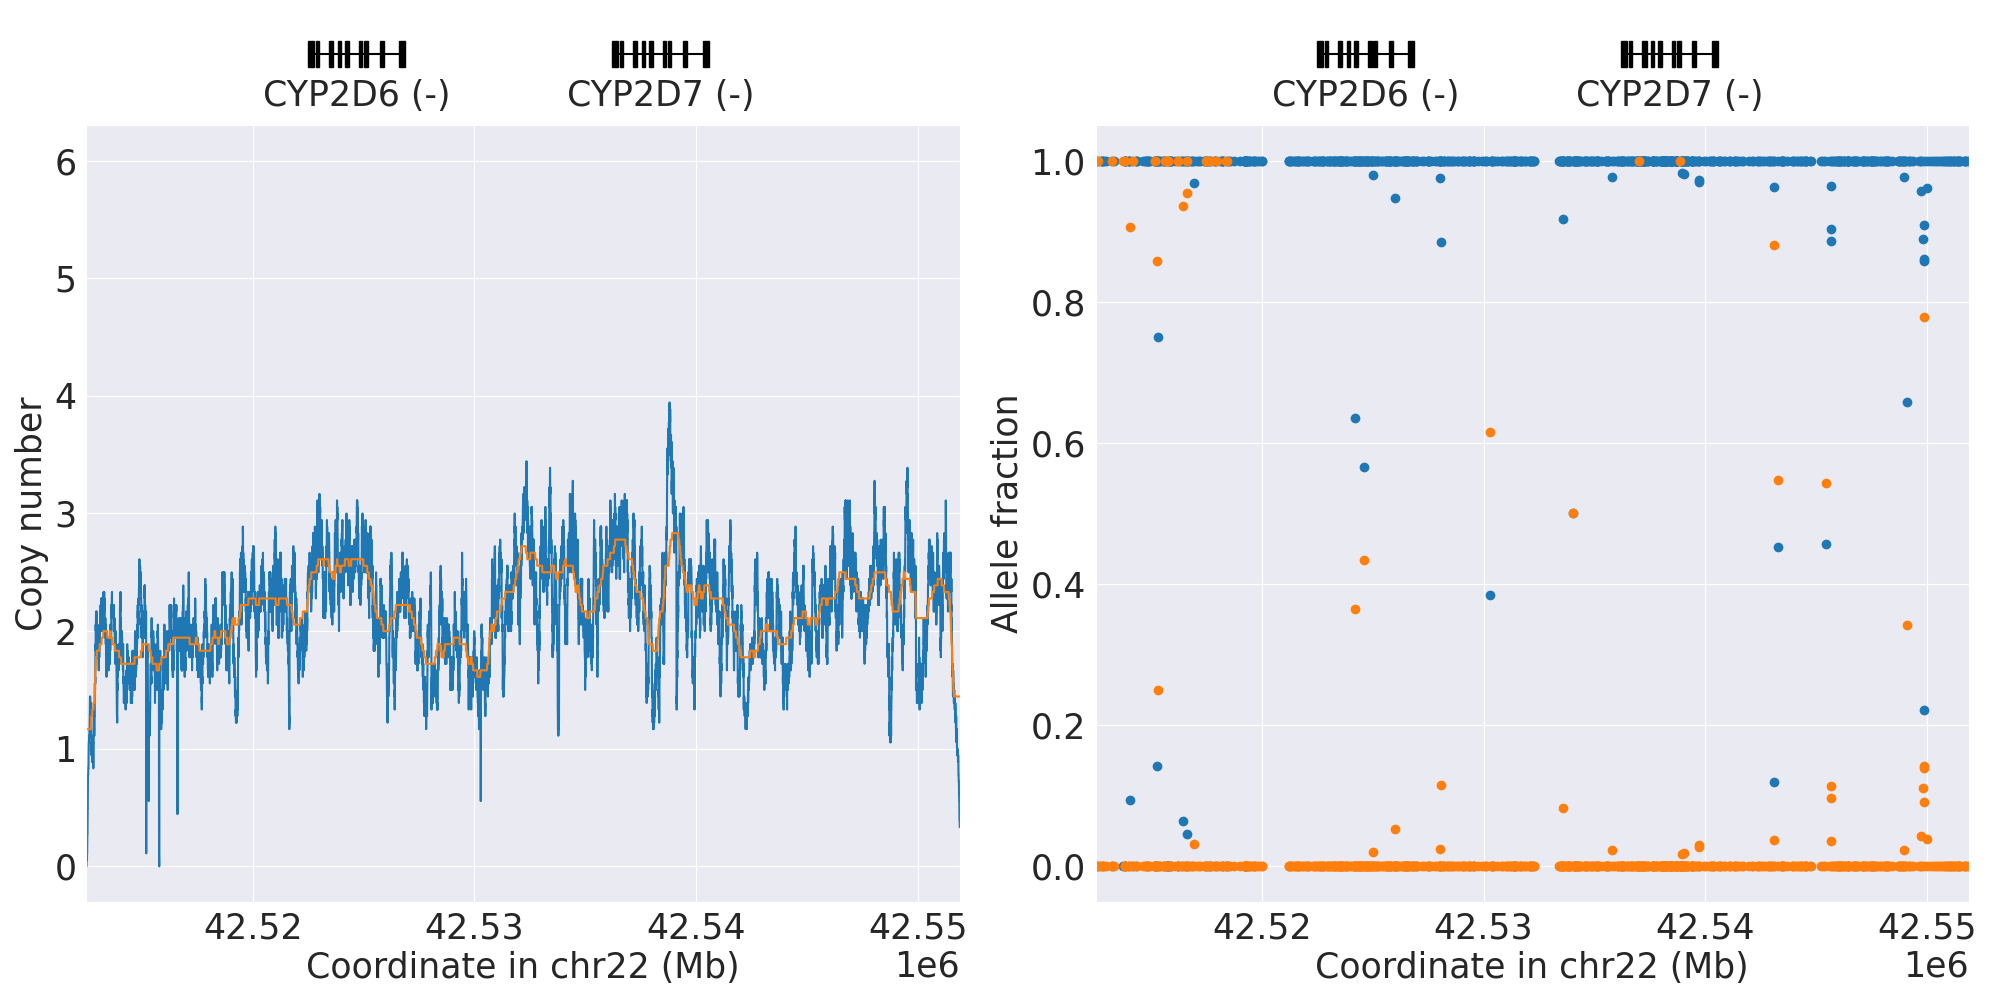 CYP2D6 (-) CYP2D7 (-)
6
5
4
3
2
1
0
Copy number
42.52 42.53 42.54 42.55
Coordinate in chr22 (Mb)
1e6
CYP2D6 (-) CYP2D7 (-)
1.0
0.8
0.6
0.4
0.2
0.0
Allele fraction
42.52 42.53 42.54 42.55
Coordinate in chr22 (Mb)
1e6